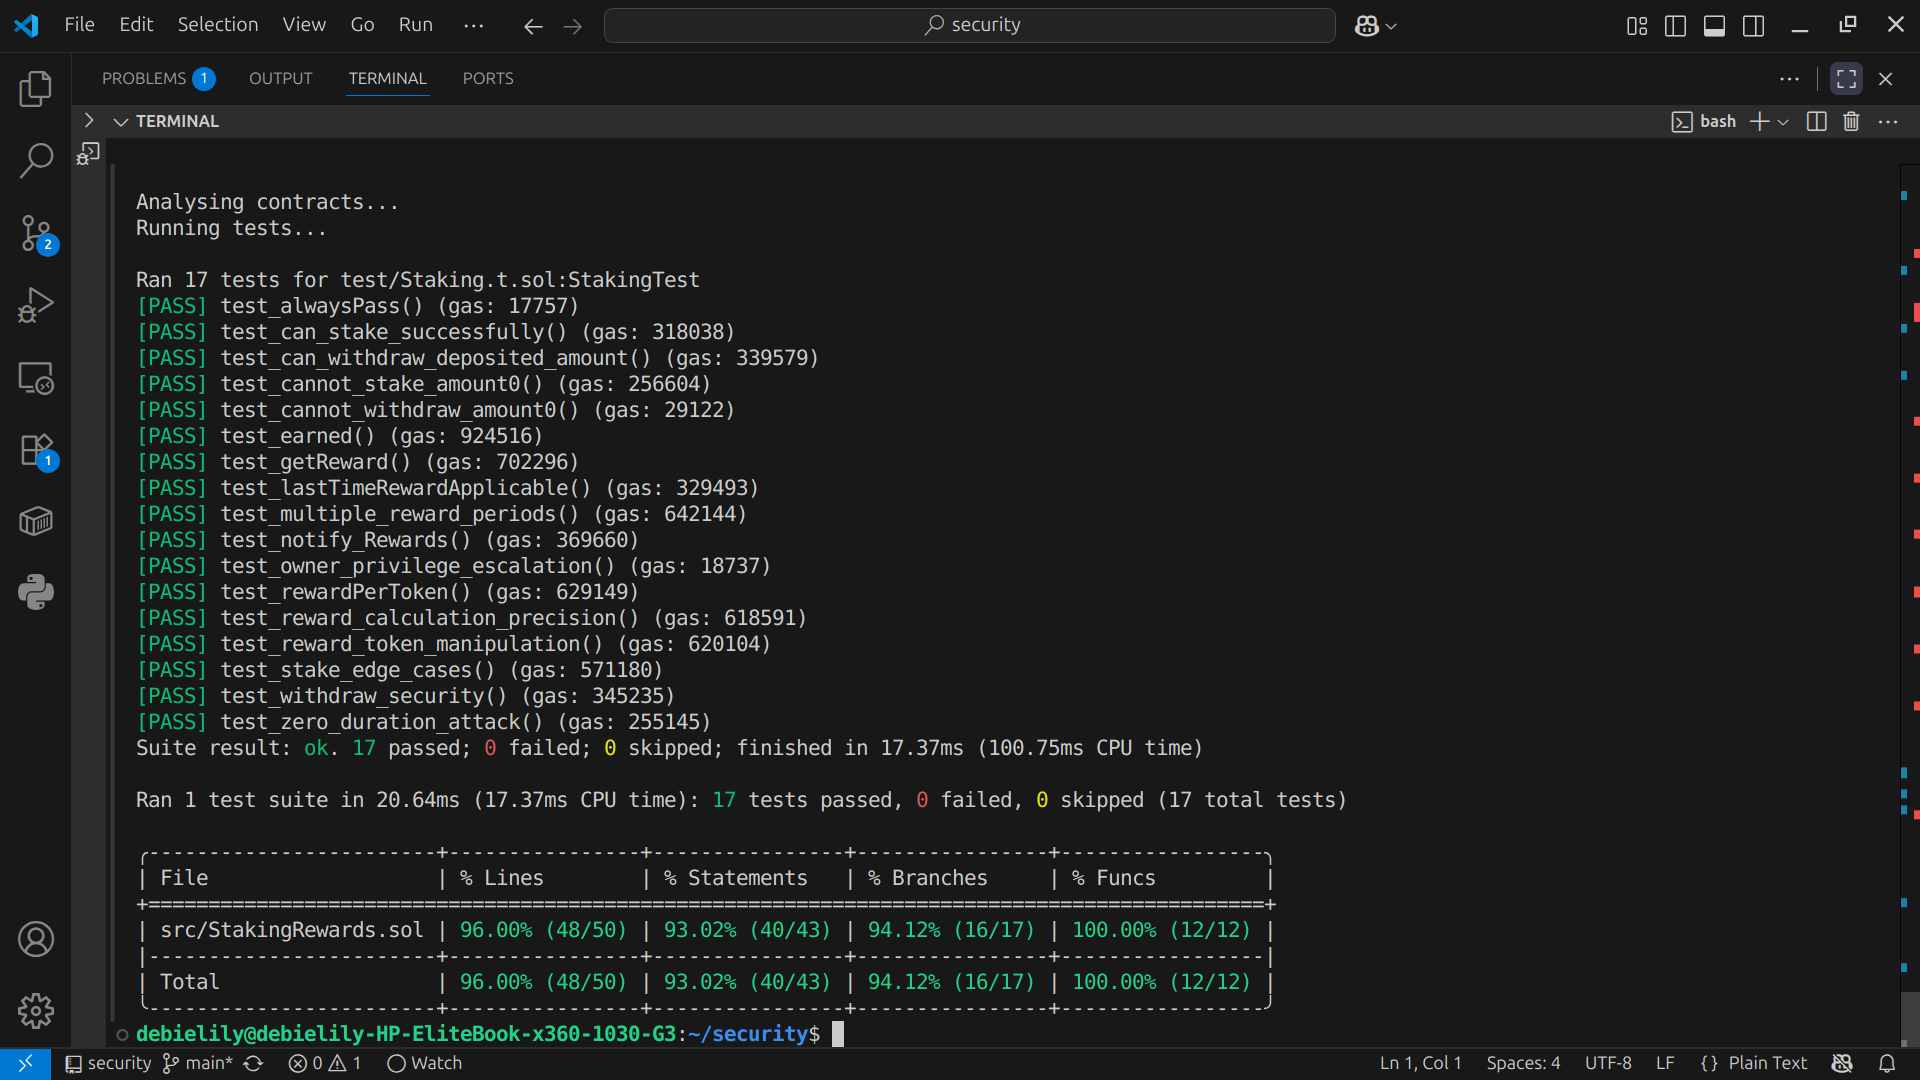 File Edit Selection View Go Run ··· security
PROBLEMS 1 OUTPUT TERMINAL PORTS
TERMINAL bash
Analysing contracts...
Running tests...
Ran 17 tests for test/Staking.t.sol:StakingTest
[PASS] test_alwaysPass() (gas: 17757)
[PASS] test_can_stake_successfully() (gas: 318038)
[PASS] test_can_withdraw_deposited_amount() (gas: 339579)
[PASS] test_cannot_stake_amount0() (gas: 256604)
[PASS] test_cannot_withdraw_amount0() (gas: 29122)
[PASS] test_earned() (gas: 924516)
[PASS] test_getReward() (gas: 702296)
[PASS] test_lastTimeRewardApplicable() (gas: 329493)
[PASS] test_multiple_reward_periods() (gas: 642144)
[PASS] test_notify_Rewards() (gas: 369660)
[PASS] test_owner_privilege_escalation() (gas: 18737)
[PASS] test_rewardPerToken() (gas: 629149)
[PASS] test_reward_calculation_precision() (gas: 618591)
[PASS] test_reward_token_manipulation() (gas: 620104)
[PASS] test_stake_edge_cases() (gas: 571180)
[PASS] test_withdraw_security() (gas: 345235)
[PASS] test_zero_duration_attack() (gas: 255145)
Suite result: ok. 17 passed; 0 failed; 0 skipped; finished in 17.37ms (100.75ms CPU time)
Ran 1 test suite in 20.64ms (17.37ms CPU time): 17 tests passed, 0 failed, 0 skipped (17 total tests)
| File | % Lines | % Statements | % Branches | % Funcs |
| src/StakingRewards.sol | 96.00% (48/50) | 93.02% (40/43) | 94.12% (16/17) | 100.00% (12/12) |
| Total | 96.00% (48/50) | 93.02% (40/43) | 94.12% (16/17) | 100.00% (12/12) |
debielily@debielily-HP-EliteBook-x360-1030-G3:~/security$
2
1
security main* 0 1 Watch Ln 1, Col 1 Spaces: 4 UTF-8 LF {} Plain Text